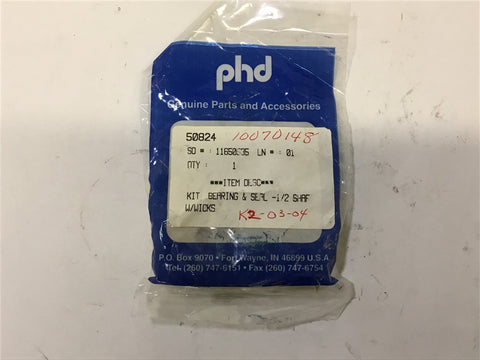 phd
Genuine Parts and Accessories
50824 10070148
SO # : 11650835 LN # : 01
QTY : 1
***ITEM DESC***
KIT BEARING & SEAL -1/2 SHAF
W/WICKS K2-03-04
P.O. Box 9070 • Fort Wayne, IN 46899 U.S.A.
Tel: (260) 747-6151 • Fax (260) 747-6754